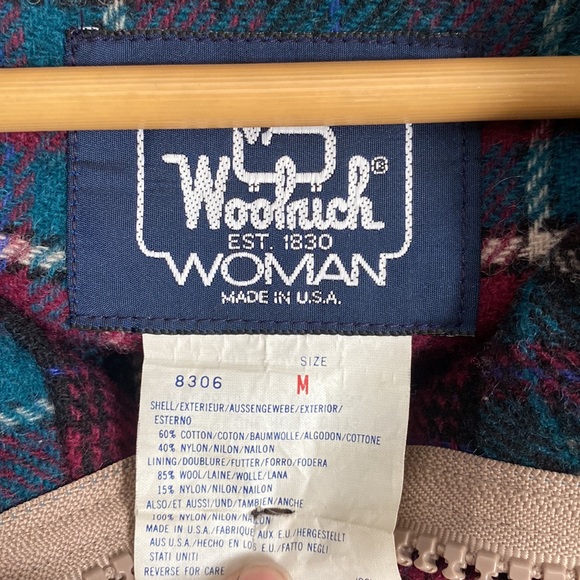 Woolrich®
EST. 1830
WOMAN
MADE IN U.S.A.
SIZE
8306 M
SHELL/EXTERIEUR/AUSSENGEWEBE/EXTERIOR/
ESTERNO
60% COTTON/COTON/BAUMWOLLE/ALGODON/COTTONE
40% NYLON/NILON/NAILON
LINING/DOUBLURE/FUTTER/FORRO/FODERA
85% WOOL/LAINE/WOLLE/LANA
15% NYLON/NILON/NAILON
ALSO/ET AUSSI/UND/TAMBIEN/ANCHE
100% NYLON/NILON/NAILON
MADE IN U.S.A./FABRIQUE AUX E.U./HERGESTELLT
AUS U.S.A./HECHO EN LOS E.U./FATTO NEGLI
STATI UNITI
REVERSE FOR CARE